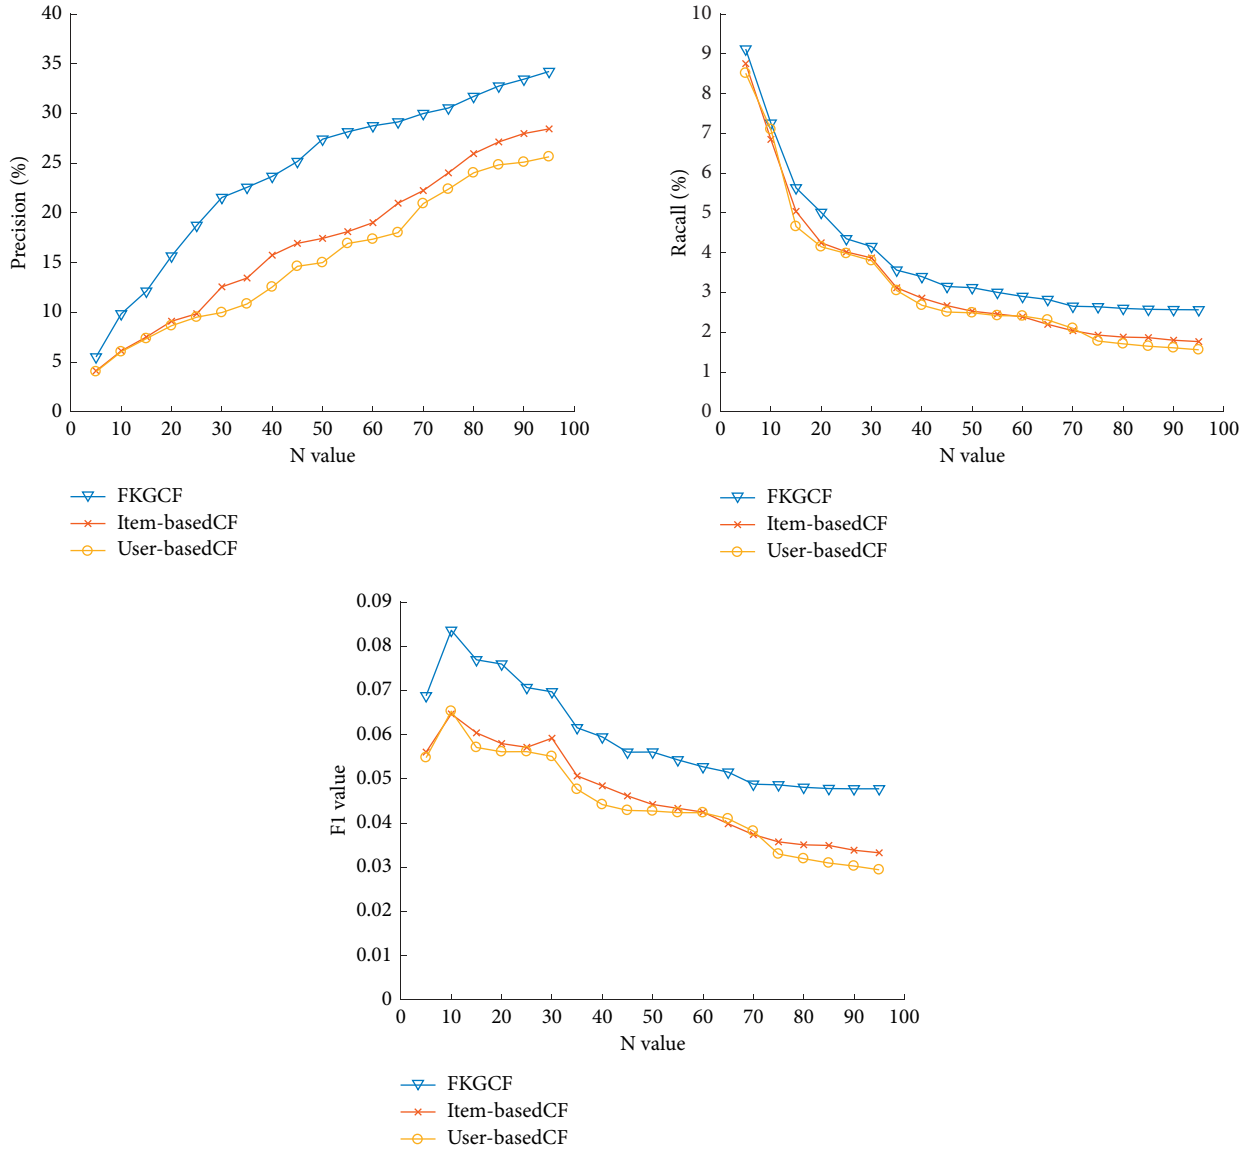 40
35
30
25
20
15
10
5
0
Precision (%)
0 10 20 30 40 50 60 70 80 90 100
N value
FKGCF
Item-basedCF
User-basedCF
10
9
8
7
6
5
4
3
2
1
0
Racall (%)
0 10 20 30 40 50 60 70 80 90 100
N value
FKGCF
Item-basedCF
User-basedCF
0.09
0.08
0.07
0.06
0.05
0.04
0.03
0.02
0.01
0
F1 value
0 10 20 30 40 50 60 70 80 90 100
N value
FKGCF
Item-basedCF
User-basedCF